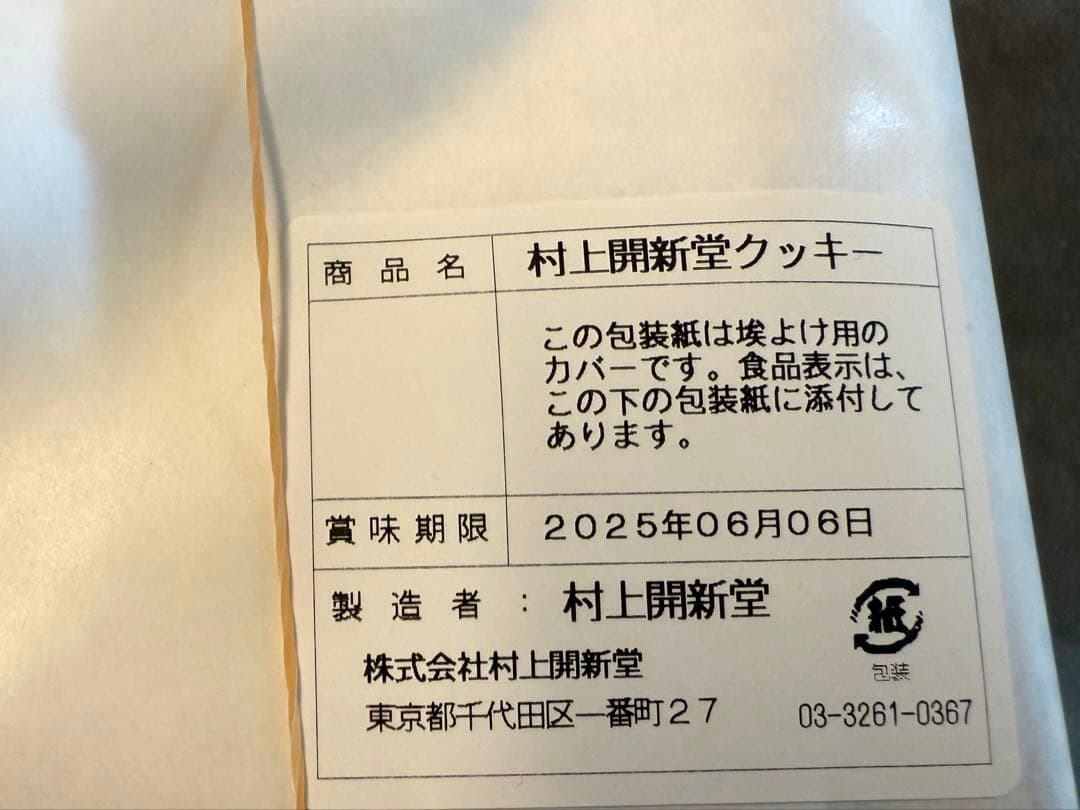 商品名 村上開新堂クッキー
この包装紙は埃よけ用の
カバーです。食品表示は、
この下の包装紙に添付して
あります。
賞味期限 2025年06月06日
製造者： 村上開新堂
紙
包装
株式会社村上開新堂
東京都千代田区一番町27 03-3261-0367